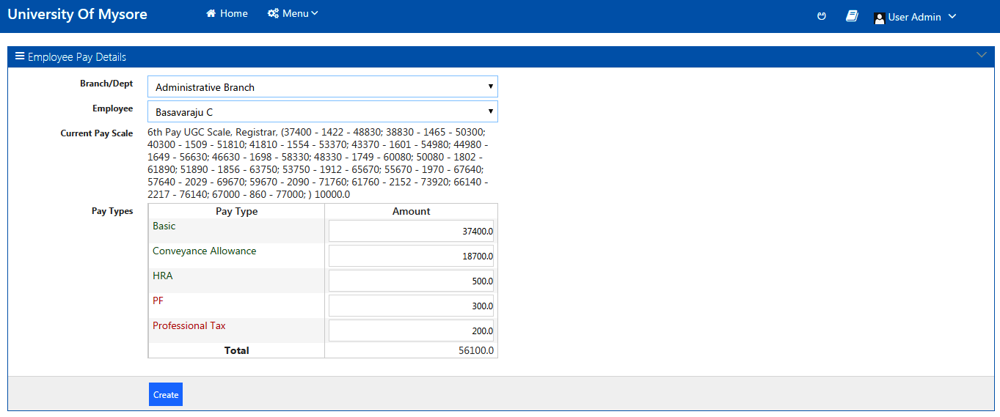 University Of Mysore
Home
Menu
User Admin
Employee Pay Details
Branch/Dept
Administrative Branch
Employee
Basavaraju C
Current Pay Scale
6th Pay UGC Scale, Registrar, (37400 - 1422 - 48830; 38830 - 1465 - 50300;
40300 - 1509 - 51810; 41810 - 1554 - 53370; 43370 - 1601 - 54980; 44980 -
1649 - 56630; 46630 - 1698 - 58330; 48330 - 1749 - 60080; 50080 - 1802 -
61890; 51890 - 1856 - 63750; 53750 - 1912 - 65670; 55670 - 1970 - 67640;
57640 - 2029 - 69670; 59670 - 2090 - 71760; 61760 - 2152 - 73920; 66140 -
2217 - 76140; 67000 - 860 - 77000; ) 10000.0
Pay Types
Pay Type Amount
Basic 37400.0
Conveyance Allowance 18700.0
HRA 500.0
PF 300.0
Professional Tax 200.0
Total 56100.0
Create